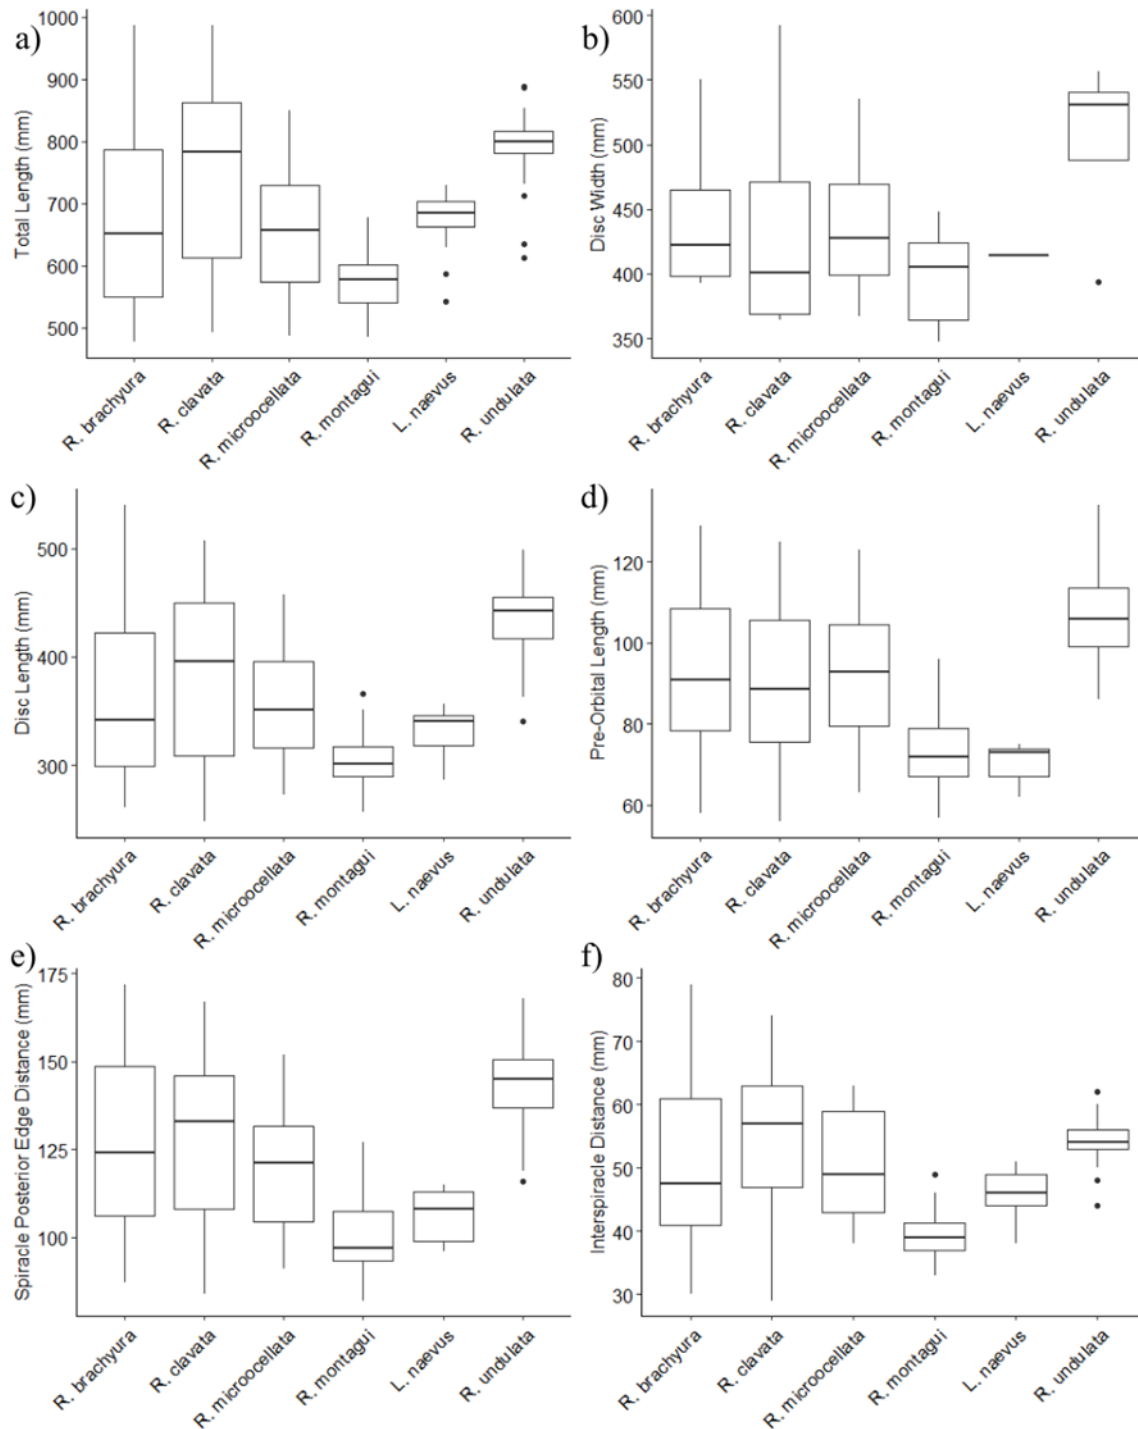 a)
Total Length (mm)
1000
900
800
700
600
500
R. brachyura
R. clavata
R. microocellata
R. montagui
L. naevus
R. undulata
b)
Disc Width (mm)
600
550
500
450
400
350
R. brachyura
R. clavata
R. microocellata
R. montagui
L. naevus
R. undulata
c)
Disc Length (mm)
500
400
300
R. brachyura
R. clavata
R. microocellata
R. montagui
L. naevus
R. undulata
d)
Pre-Orbital Length (mm)
120
100
80
60
R. brachyura
R. clavata
R. microocellata
R. montagui
L. naevus
R. undulata
e)
Spiracle Posterior Edge Distance (mm)
175
150
125
100
R. brachyura
R. clavata
R. microocellata
R. montagui
L. naevus
R. undulata
f)
Interspiracle Distance (mm)
80
70
60
50
40
30
R. brachyura
R. clavata
R. microocellata
R. montagui
L. naevus
R. undulata